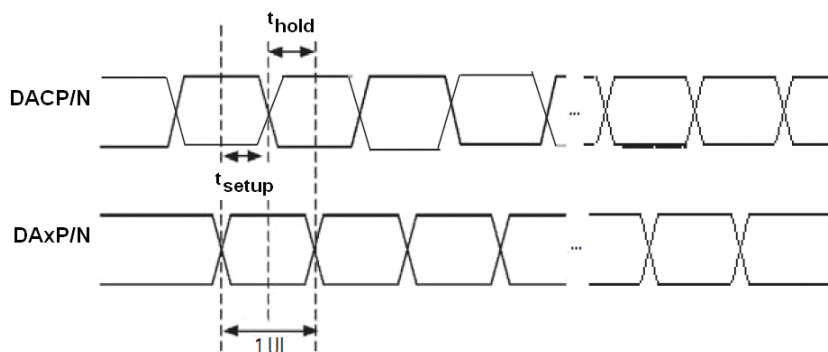 thold
DACP/N
...
tsetup
DAxP/N
...
1 UI